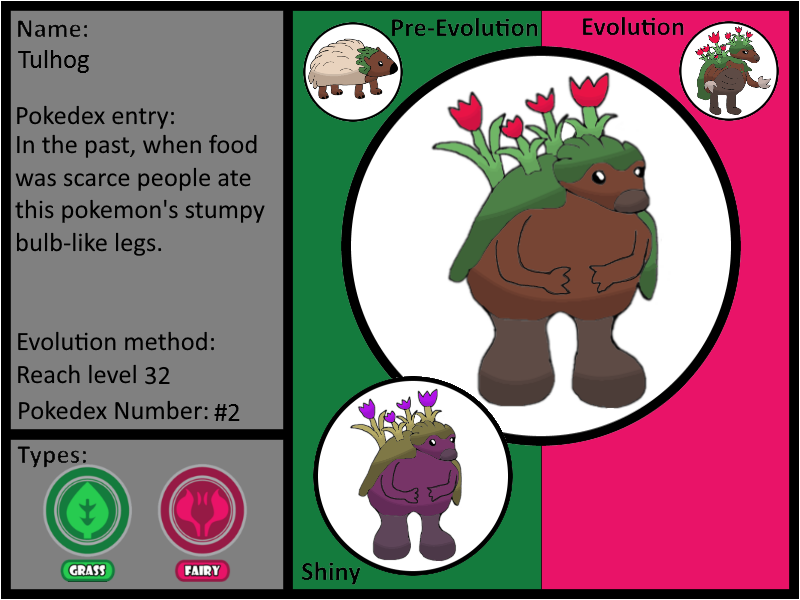 Name:
Tulhog
Pokedex entry:
In the past, when food
was scarce people ate
this pokemon's stumpy
bulb-like legs.
Evolution method:
Reach level 32
Pokedex Number: #2
Types:
GRASS
FAIRY
Pre-Evolution
Evolution
Shiny